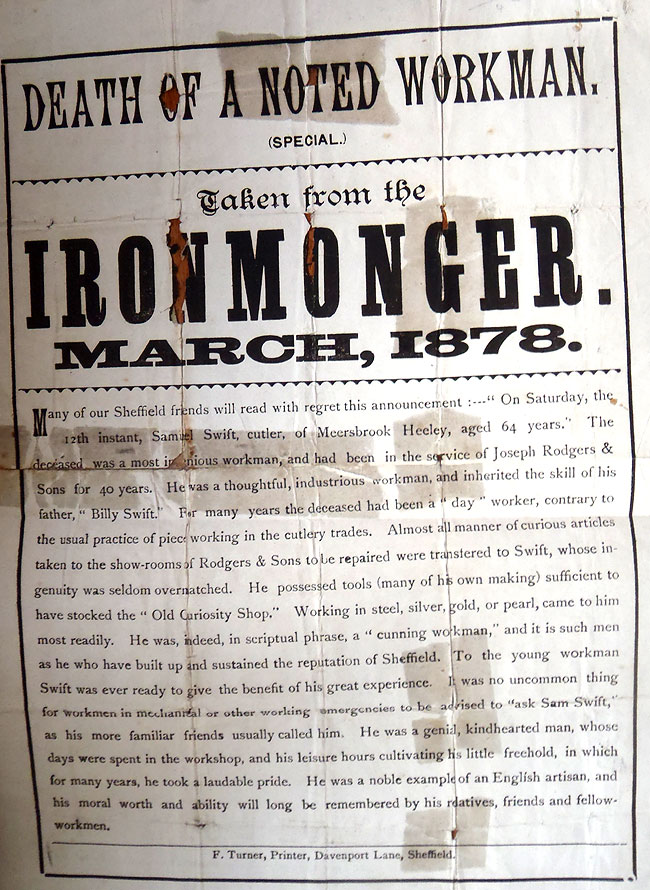 DEATH OF A NOTED WORKMAN.
(SPECIAL.)
Taken from the
IRONMONGER.
MARCH, 1878.
Many of our Sheffield friends will read with regret this announcement :---“ On Saturday, the
12th instant, Samuel Swift, cutler, of Meersbrook Heeley, aged 64 years.” The
deceased was a most ingenious workman, and had been in the service of Joseph Rodgers &
Sons for 40 years. He was a thoughtful, industrious workman, and inherited the skill of his
father, “ Billy Swift.” For many years the deceased had been a “ day ” worker, contrary to
the usual practice of piece working in the cutlery trades. Almost all manner of curious articles
taken to the show-rooms of Rodgers & Sons to be repaired were transfered to Swift, whose in-
genuity was seldom overmatched. He possessed tools (many of his own making) sufficient to
have stocked the “ Old Curiosity Shop.” Working in steel, silver, gold, or pearl, came to him
most readily. He was, indeed, in scriptual phrase, a “ cunning workman,” and it is such men
as he who have built up and sustained the reputation of Sheffield. To the young workman
Swift was ever ready to give the benefit of his great experience. It was no uncommon thing
for workmen in mechanical or other working emergencies to be advised to “ask Sam Swift,”
as his more familiar friends usually called him. He was a genial, kindhearted man, whose
days were spent in the workshop, and his leisure hours cultivating his little freehold, in which
for many years, he took a laudable pride. He was a noble example of an English artisan, and
his moral worth and ability will long be remembered by his relatives, friends and fellow-
workmen.
F. Turner, Printer, Davenport Lane, Sheffield.